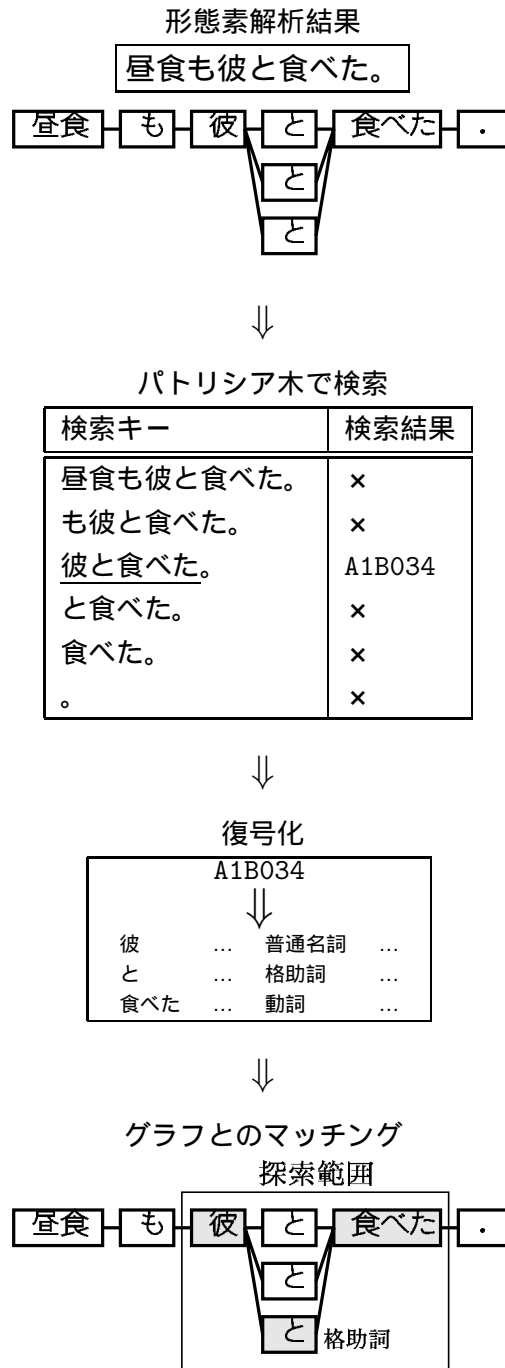 形態素解析結果
昼食も彼と食べた。
昼食 も 彼 と 食べた .
と
と
⇓
パトリシア木で検索
検索キー 検索結果
昼食も彼と食べた。 ×
も彼と食べた。 ×
彼と食べた。 A1B034
と食べた。 ×
食べた。 ×
。 ×
⇓
復号化
A1B034
⇓
彼 … 普通名詞 …
と … 格助詞 …
食べた … 動詞 …
⇓
グラフとのマッチング
探索範囲
昼食 も 彼 と 食べた .
と
と 格助詞